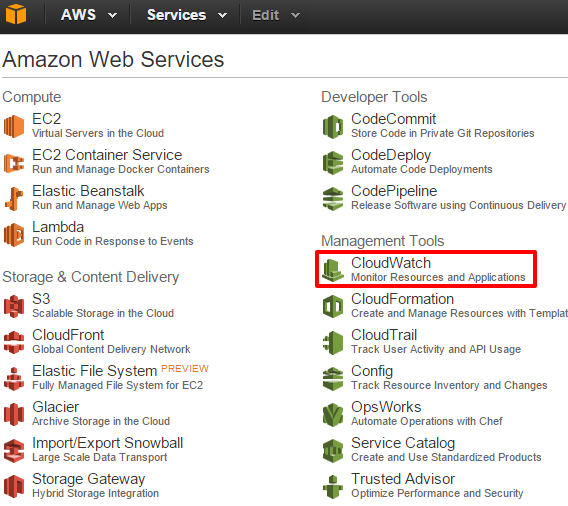 AWS Services Edit
Amazon Web Services
Compute
EC2
Virtual Servers in the Cloud
EC2 Container Service
Run and Manage Docker Containers
Elastic Beanstalk
Run and Manage Web Apps
Lambda
Run Code in Response to Events
Storage & Content Delivery
S3
Scalable Storage in the Cloud
CloudFront
Global Content Delivery Network
Elastic File System PREVIEW
Fully Managed File System for EC2
Glacier
Archive Storage in the Cloud
Import/Export Snowball
Large Scale Data Transport
Storage Gateway
Hybrid Storage Integration
Developer Tools
CodeCommit
Store Code in Private Git Repositories
CodeDeploy
Automate Code Deployments
CodePipeline
Release Software using Continuous Delivery
Management Tools
CloudWatch
Monitor Resources and Applications
CloudFormation
Create and Manage Resources with Templat
CloudTrail
Track User Activity and API Usage
Config
Track Resource Inventory and Changes
OpsWorks
Automate Operations with Chef
Service Catalog
Create and Use Standardized Products
Trusted Advisor
Optimize Performance and Security